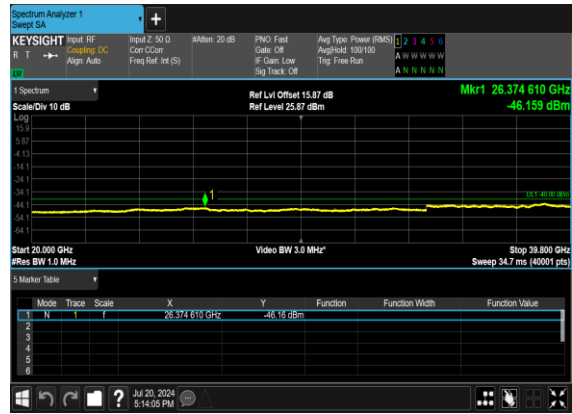 Spectrum Analyzer 1
Swept SA
KEYSIGHT Input: RF Input Z: 50 Ω #Atten: 20 dB PNO: Fast Avg Type: Power (RMS) 1 2 3 4 5 6
R T Coupling: DC Corr CCorr Gate: Off Avg|Hold: 100/100 A W W W W W
Align: Auto Freq Ref: Int (S) IF Gain: Low Trig: Free Run
LXI Sig Track: Off A N N N N N
1 Spectrum Ref Lvl Offset 15.87 dB Mkr1 26.374 610 GHz
Scale/Div 10 dB Ref Level 25.87 dBm -46.159 dBm
Log
15.9
5.87
-4.13
-14.1
-24.1
-34.1
1
DL1 -40.00 dBm
-44.1
-54.1
-64.1
Start 20.000 GHz Video BW 3.0 MHz* Stop 39.800 GHz
#Res BW 1.0 MHz Sweep 34.7 ms (40001 pts)
5 Marker Table
Mode Trace Scale X Y Function Function Width Function Value
1 N 1 f 26.374 610 GHz -46.16 dBm
2
3
4
5
6
? Jul 20, 2024
5:14:05 PM